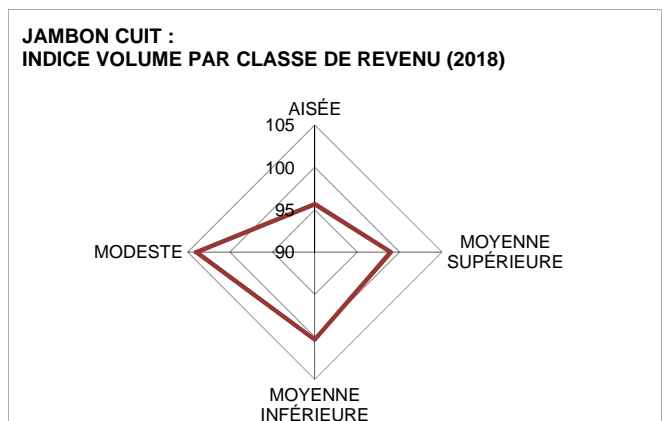 JAMBON CUIT :
INDICE VOLUME PAR CLASSE DE REVENU (2018)
AISÉE
105
100
95
90
MODESTE
MOYENNE
SUPÉRIEURE
MOYENNE
INFÉRIEURE